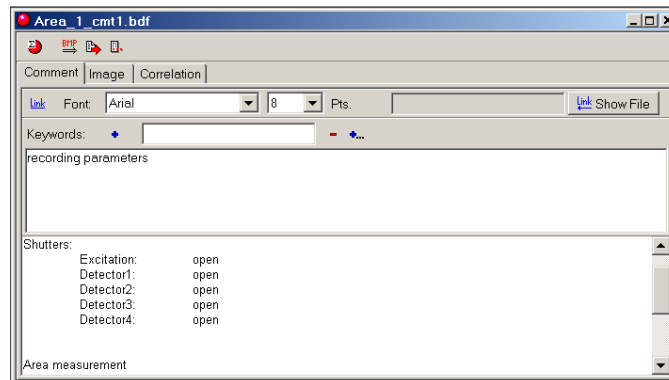 Area_1_cmt1.bdf
BMP
Comment Image Correlation
Link Font: Arial 8 Pts. Link Show File
Keywords:
recording parameters
Shutters:
Excitation: open
Detector1: open
Detector2: open
Detector3: open
Detector4: open
Area measurement